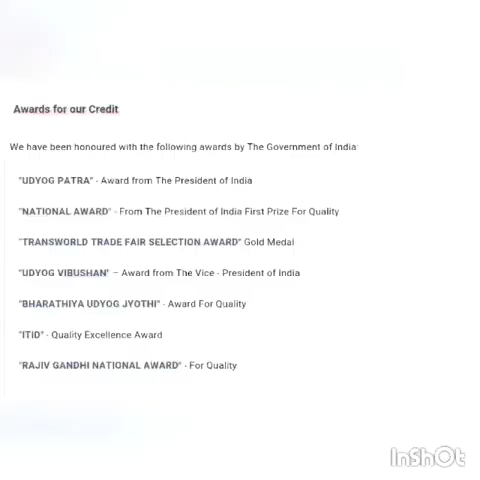 Awards for our Credit
We have been honoured with the following awards by The Government of India
"UDYOG PATRA" - Award from The President of India
"NATIONAL AWARD" - From The President of India First Prize For Quality
"TRANSWORLD TRADE FAIR SELECTION AWARD" Gold Medal
"UDYOG VIBUSHAN" – Award from The Vice - President of India
"BHARATHIYA UDYOG JYOTHI" - Award For Quality
"ITID" - Quality Excellence Award
"RAJIV GANDHI NATIONAL AWARD" - For Quality
InShOt